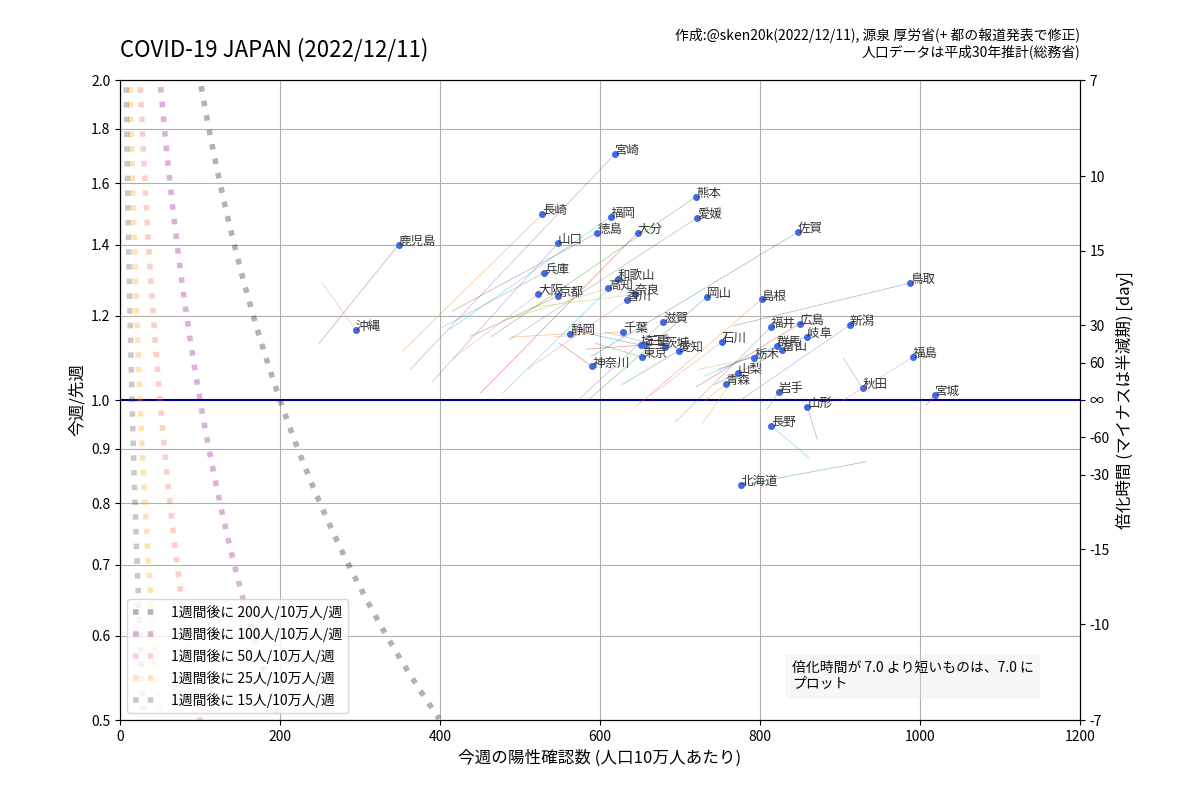 COVID-19 JAPAN (2022/12/11)
作成:@sken20k(2022/12/11), 源泉 厚労省(+ 都の報道発表で修正)
人口データは平成30年推計(総務省)
今週/先週
2.0
1.8
1.6
1.4
1.2
1.0
0.9
0.8
0.7
0.6
0.5
宮崎
熊本
長崎
福岡
愛媛
徳島
大分
佐賀
山口
鹿児島
兵庫
和歌山
鳥取
高知
奈良
大阪
京都
香川
岡山
島根
沖縄
静岡
千葉
滋賀
福井
広島
新潟
岐阜
石川
埼玉
三重
茨城
愛知
群馬
富山
東京
栃木
福島
神奈川
山梨
青森
岩手
秋田
宮城
山形
長野
北海道
1週間後に 200人/10万人/週
1週間後に 100人/10万人/週
1週間後に 50人/10万人/週
1週間後に 25人/10万人/週
1週間後に 15人/10万人/週
倍化時間が 7.0 より短いものは、7.0 に
プロット
7
10
15
30
60
∞
-60
-30
-15
-10
-7
倍化時間 (マイナスは半減期) [day]
0
200
400
600
800
1000
1200
今週の陽性確認数 (人口10万人あたり)